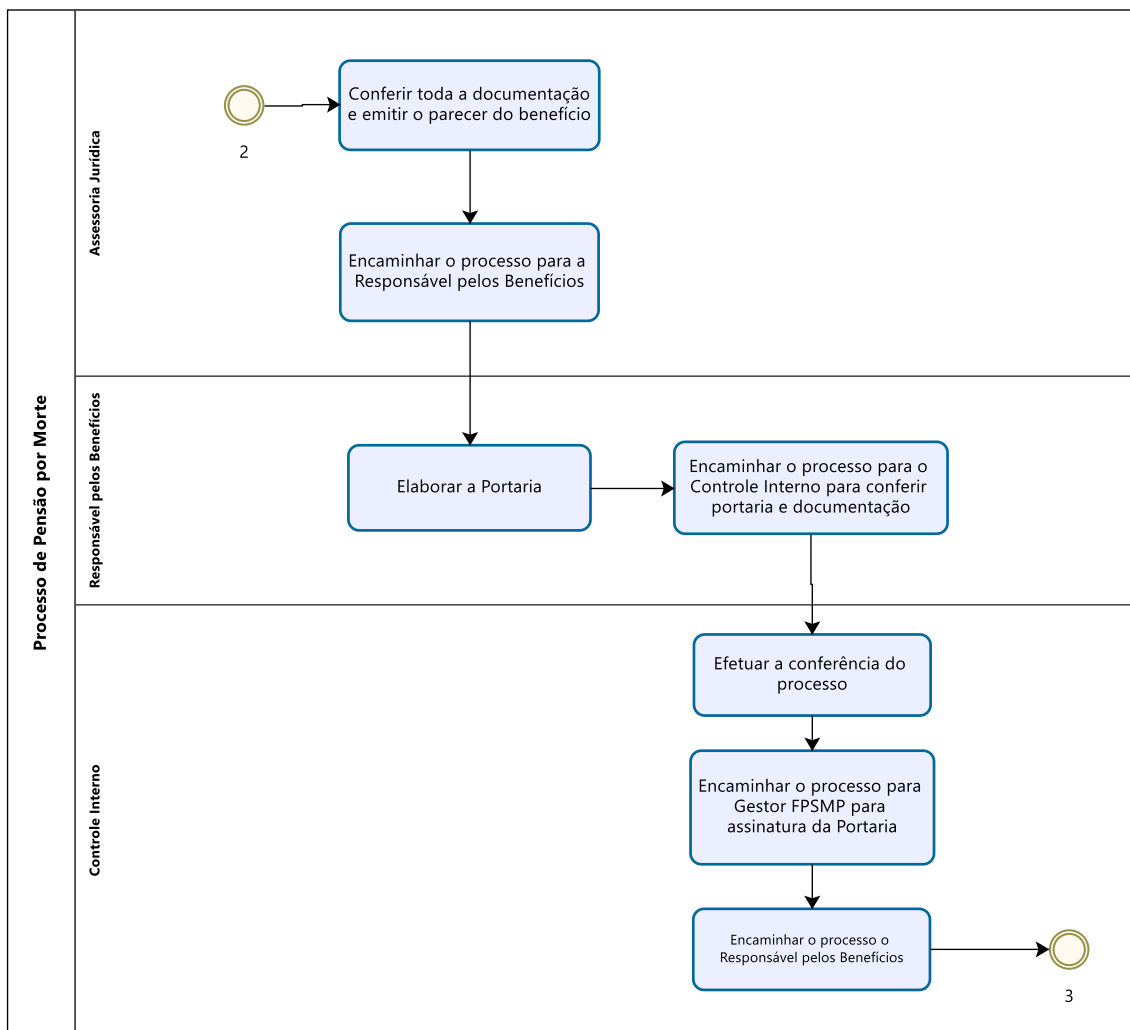 Processo de Pensão por Morte
Assessoria Jurídica
2
Conferir toda a documentação
e emitir o parecer do benefício
Encaminhar o processo para a
Responsável pelos Benefícios
Responsável pelos Benefícios
Elaborar a Portaria
Encaminhar o processo para o
Controle Interno para conferir
portaria e documentação
Controle Interno
Efetuar a conferência do
processo
Encaminhar o processo para
Gestor FPSMP para
assinatura da Portaria
Encaminhar o processo o
Responsável pelos Benefícios
3